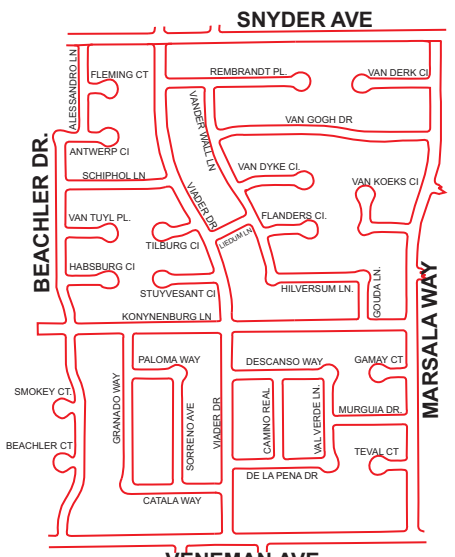 SNYDER AVE
ALESSANDRO LN
FLEMING CT
REMBRANDT PL.
VAN DERK CI
VANDER WALL LN
VAN GOGH DR
ANTWERP CI
SCHIPHOL LN
VAN DYKE CI.
VAN KOEKS CI
BEACHLER DR.
VIADER DR
VAN TUYL PL.
FLANDERS CI.
TILBURG CI
LIEDUM LN
HABSBURG CI
STUYVESANT CI
HILVERSUM LN.
GOUDA LN.
MARSALA WAY
KONYNENBURG LN
PALOMA WAY
DESCANSO WAY
GAMAY CT
SMOKEY CT.
GRANADO WAY
SORRENO AVE
VIADER DR
CAMINO REAL
VAL VERDE LN.
MURGUIA DR.
BEACHLER CT
TEVAL CT
DE LA PENA DR
CATALA WAY
VENEMAN AVE